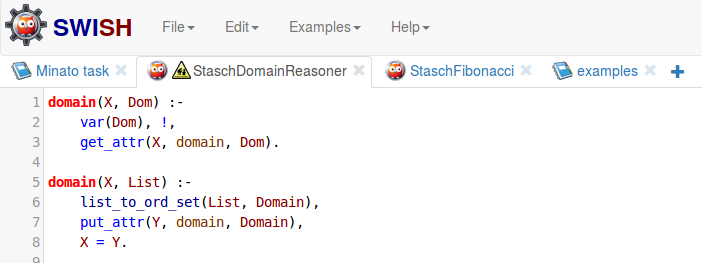 SWISH File Edit Examples Help
Minato task StaschDomainReasoner StaschFibonacci examples
1 domain(X, Dom) :-
2     var(Dom), !,
3     get_attr(X, domain, Dom).
4
5 domain(X, List) :-
6     list_to_ord_set(List, Domain),
7     put_attr(Y, domain, Domain),
8     X = Y.
9